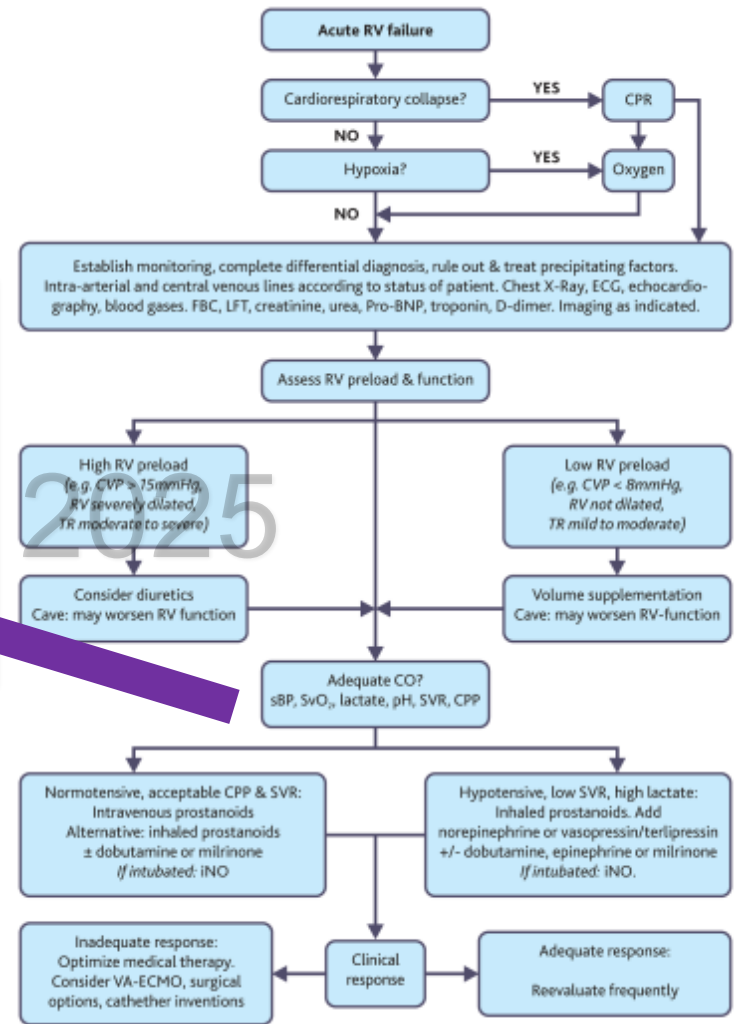 Acute RV failure
Cardiorespiratory collapse?
YES
CPR
NO
Hypoxia?
YES
Oxygen
NO
Establish monitoring, complete differential diagnosis, rule out & treat precipitating factors.
Intra-arterial and central venous lines according to status of patient. Chest X-Ray, ECG, echocardio-
graphy, blood gases. FBC, LFT, creatinine, urea, Pro-BNP, troponin, D-dimer. Imaging as indicated.
Assess RV preload & function
High RV preload
(e.g. CVP > 15mmHg,
RV severely dilated,
TR moderate to severe)
Low RV preload
(e.g. CVP < 8mmHg,
RV not dilated,
TR mild to moderate)
2025
Consider diuretics
Cave: may worsen RV function
Volume supplementation
Cave: may worsen RV-function
Adequate CO?
sBP, SvO₂, lactate, pH, SVR, CPP
Normotensive, acceptable CPP & SVR:
Intravenous prostanoids
Alternative: inhaled prostanoids
± dobutamine or milrinone
If intubated: iNO
Hypotensive, low SVR, high lactate:
Inhaled prostanoids. Add
norepinephrine or vasopressin/terlipressin
+/- dobutamine, epinephrine or milrinone
If intubated: iNO.
Inadequate response:
Optimize medical therapy.
Consider VA-ECMO, surgical
options, cathether inventions
Clinical
response
Adequate response:
Reevaluate frequently